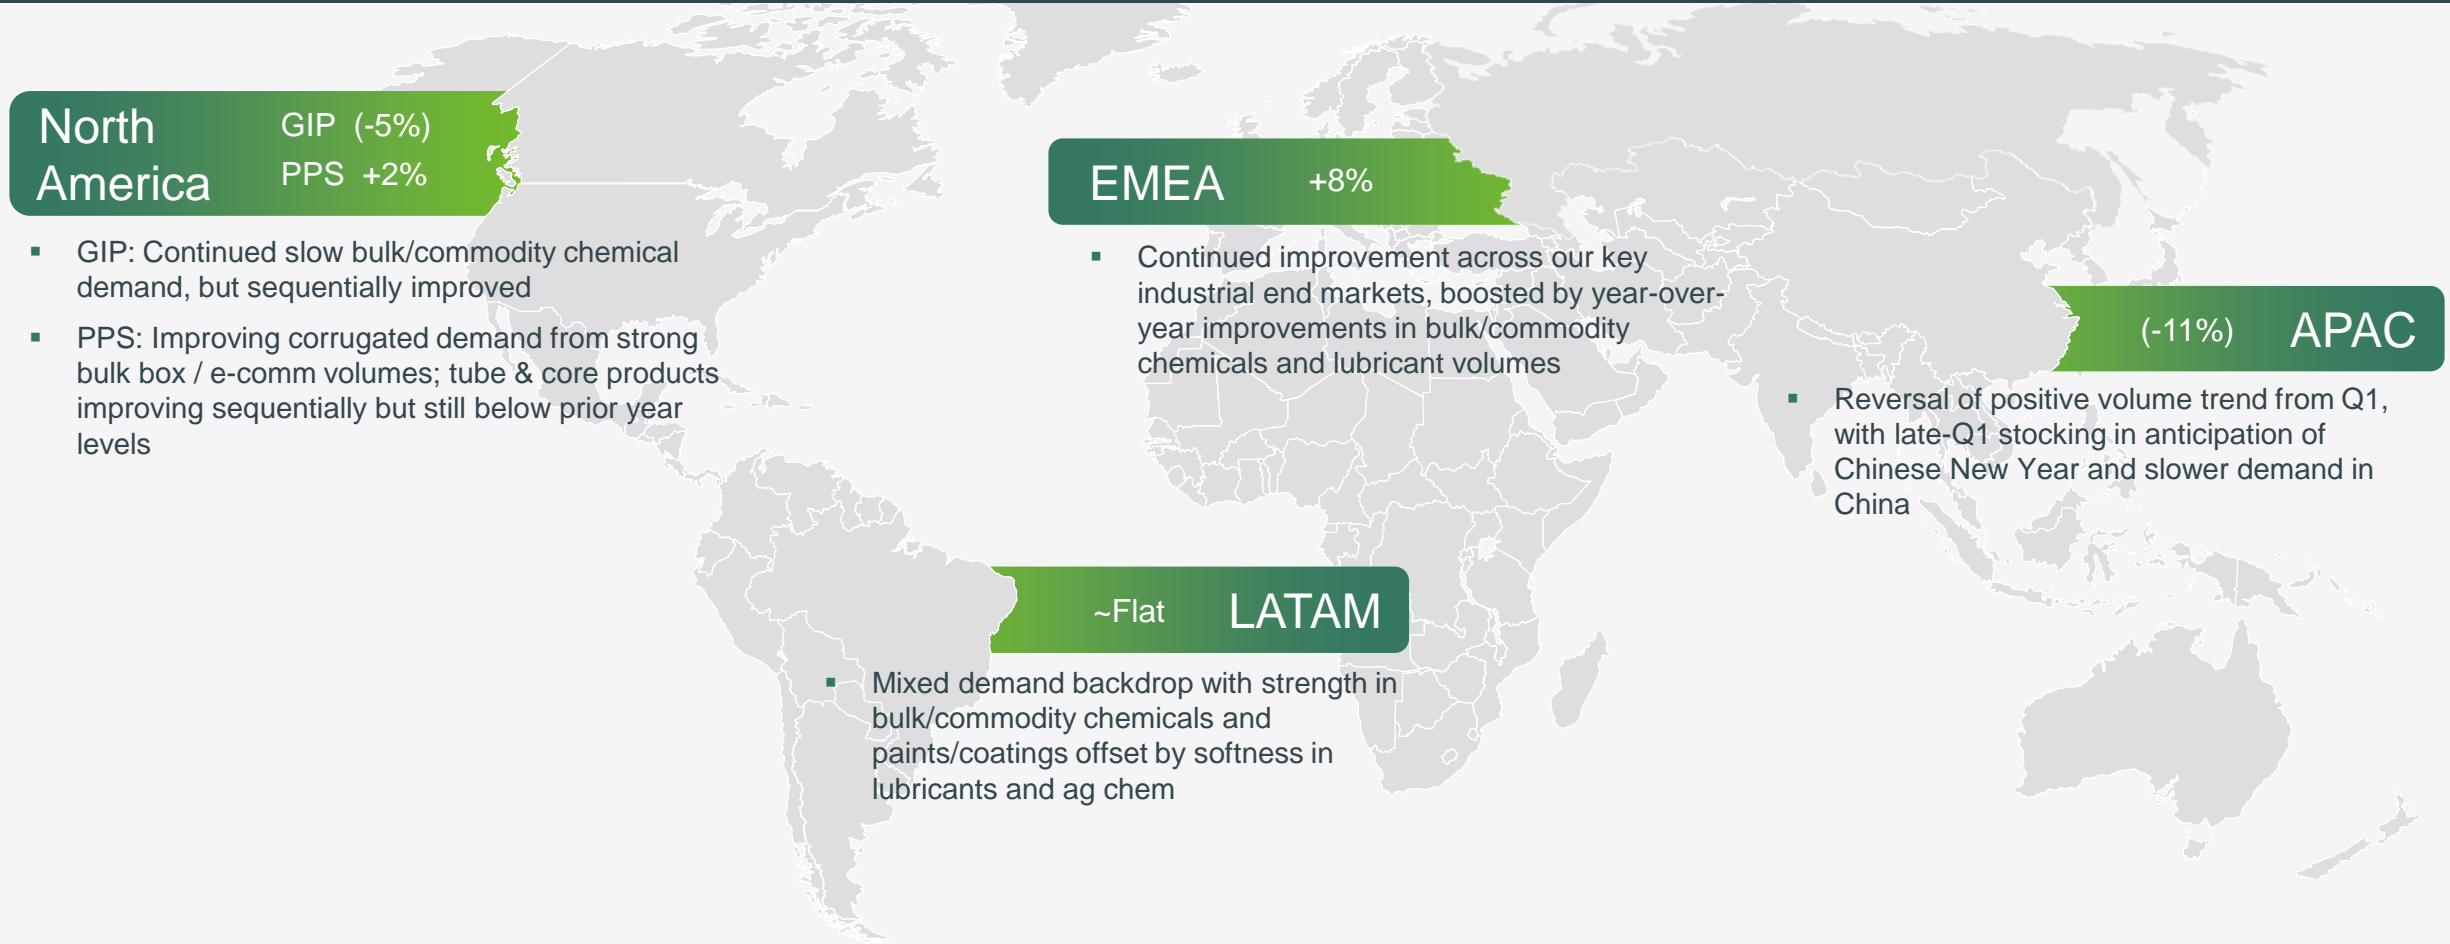 North
America
GIP (-5%)
PPS +2%
▪ GIP: Continued slow bulk/commodity chemical
demand, but sequentially improved
▪ PPS: Improving corrugated demand from strong
bulk box / e-comm volumes; tube & core products
improving sequentially but still below prior year
levels
EMEA +8%
▪ Continued improvement across our key
industrial end markets, boosted by year-over-
year improvements in bulk/commodity
chemicals and lubricant volumes
(-11%) APAC
▪ Reversal of positive volume trend from Q1,
with late-Q1 stocking in anticipation of
Chinese New Year and slower demand in
China
~Flat LATAM
▪ Mixed demand backdrop with strength in
bulk/commodity chemicals and
paints/coatings offset by softness in
lubricants and ag chem